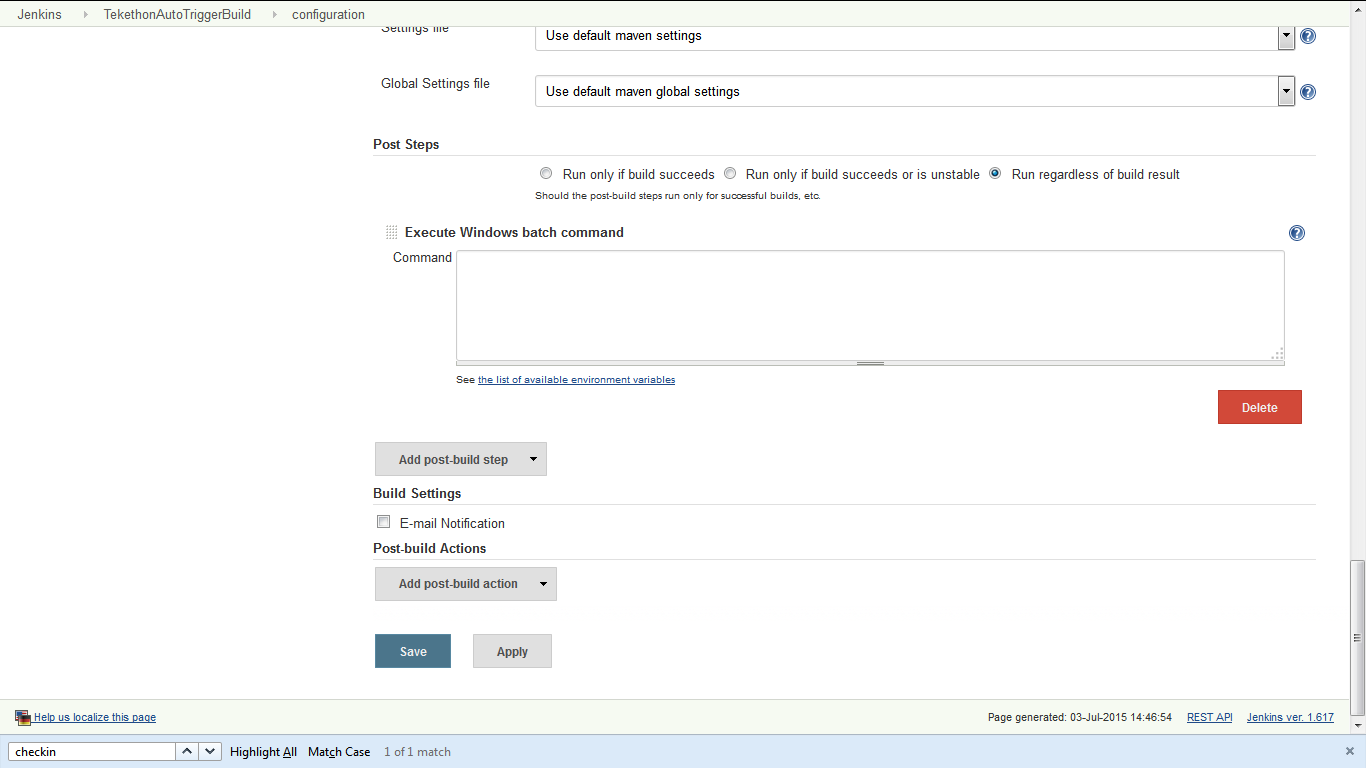 Jenkins TekethonAutoTriggerBuild configuration
Settings file Use default maven settings
Global Settings file Use default maven global settings
Post Steps
Run only if build succeeds Run only if build succeeds or is unstable Run regardless of build result
Should the post-build steps run only for successful builds, etc.
Execute Windows batch command
Command
See the list of available environment variables
Delete
Add post-build step
Build Settings
E-mail Notification
Post-build Actions
Add post-build action
Save Apply
Help us localize this page Page generated: 03-Jul-2015 14:46:54 REST API Jenkins ver. 1.617
checkin Highlight All Match Case 1 of 1 match